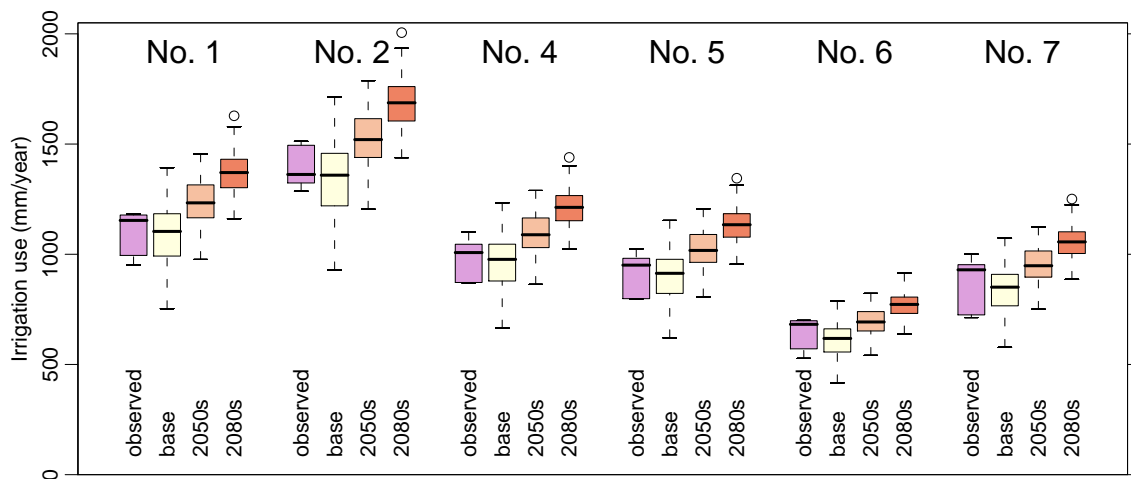 No. 1 No. 2 No. 4 No. 5 No. 6 No. 7
Irrigation use (mm/year)
2000
1500
1000
500
0
observed base 2050s 2080s observed base 2050s 2080s observed base 2050s 2080s observed base 2050s 2080s observed base 2050s 2080s observed base 2050s 2080s